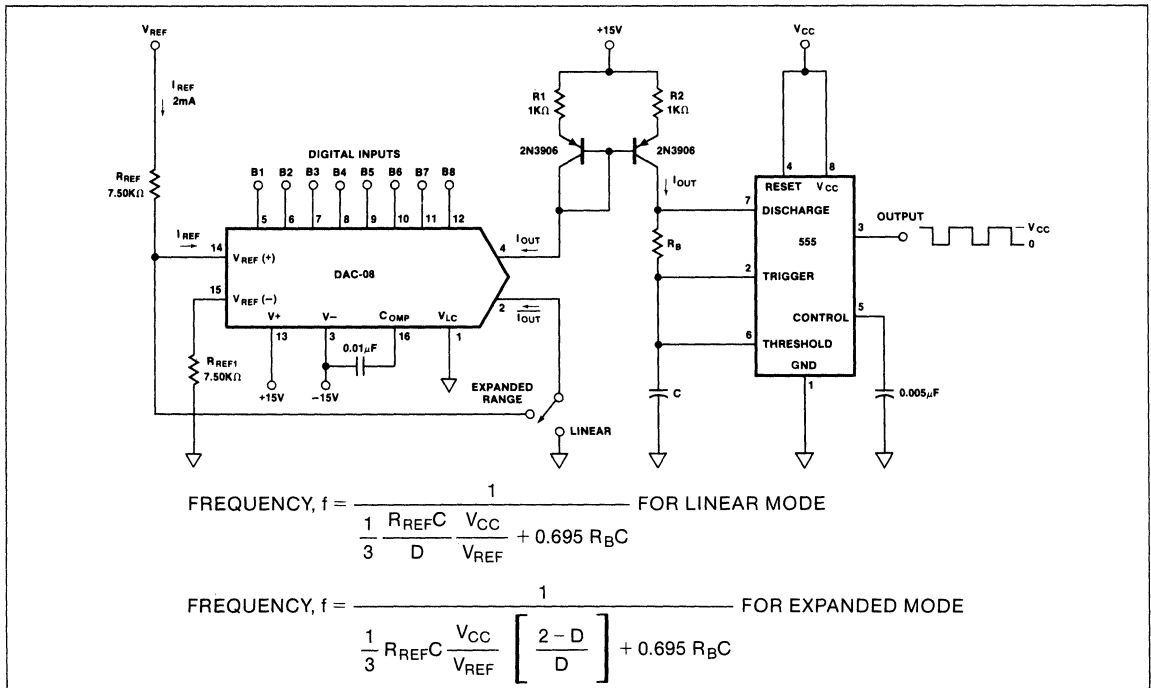 VREF
IREF
2mA
RREF
7.50KΩ
DIGITAL INPUTS
B1 B2 B3 B4 B5 B6 B7 B8
5 6 7 8 9 10 11 12
IREF
14 VREF (+)
DAC-08
15 VREF (−)
V+ V− COMP VLC
13 3 16 1
0.01μF
RREF1
7.50KΩ
+15V −15V
4 IOUT
2 IOUT
EXPANDED
RANGE
LINEAR
+15V
R1
1KΩ
R2
1KΩ
2N3906 2N3906
IOUT
RB
C
VCC
4 8
RESET VCC
7 DISCHARGE
555
3 OUTPUT
VCC
0
2 TRIGGER
CONTROL 5
6 THRESHOLD
GND
1
0.005μF
FREQUENCY, f = 1 / (1/3 RREFC/D VCC/VREF + 0.695 RBC) FOR LINEAR MODE
FREQUENCY, f = 1 / (1/3 RREFC VCC/VREF [2 − D / D] + 0.695 RBC) FOR EXPANDED MODE